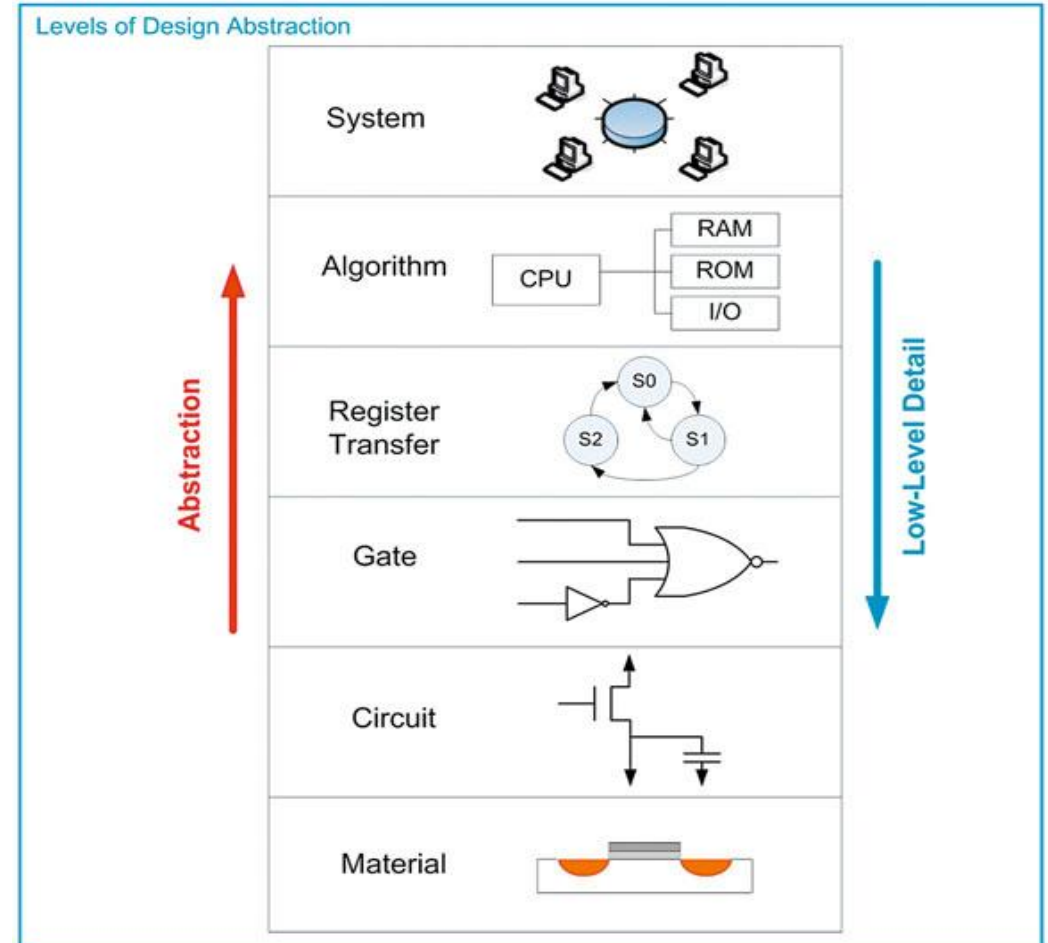 Levels of Design Abstraction
System
Algorithm
CPU
RAM
ROM
I/O
Register
Transfer
S0
S2
S1
Gate
Circuit
Material
Abstraction
Low-Level Detail